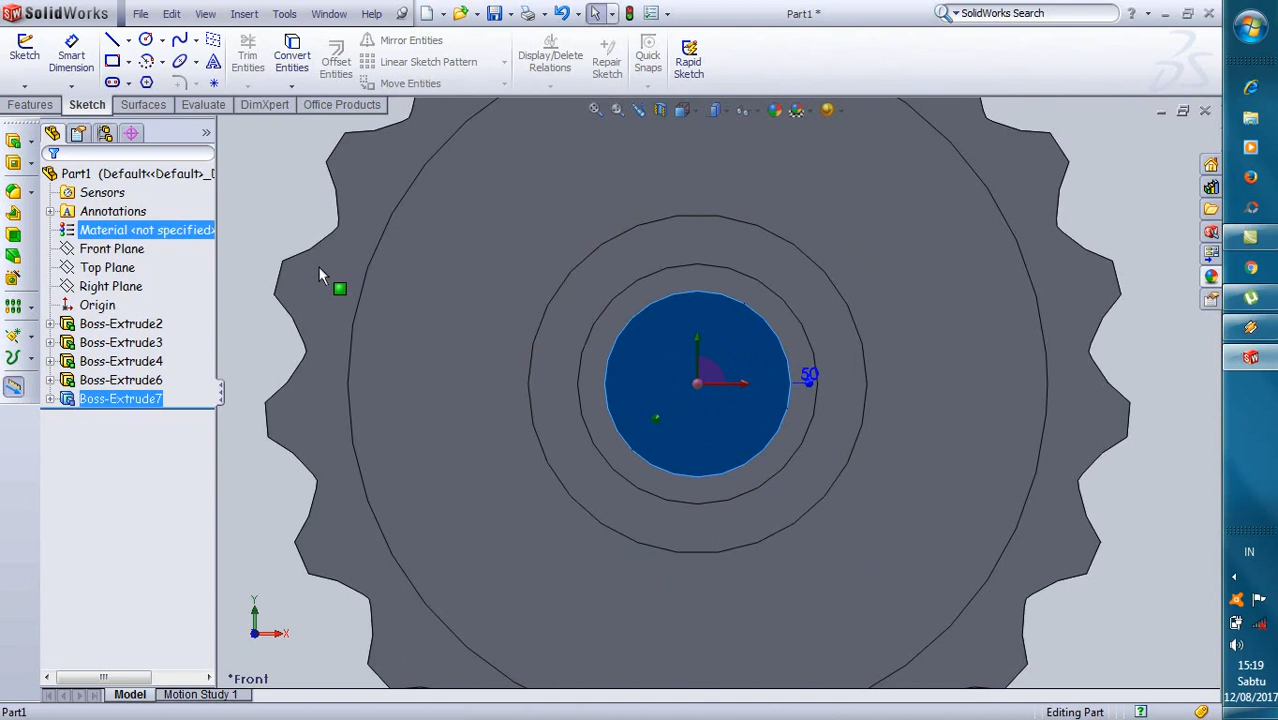 SolidWorks File Edit View Insert Tools Window Help Part1 * SolidWorks Search
Sketch Smart Dimension Trim Entities Convert Entities Offset Entities Mirror Entities Linear Sketch Pattern Move Entities Display/Delete Relations Repair Sketch Quick Snaps Rapid Sketch
Features Sketch Surfaces Evaluate DimXpert Office Products
Part1 (Default<<Default>_D
Sensors
Annotations
Material <not specified>
Front Plane
Top Plane
Right Plane
Origin
Boss-Extrude2
Boss-Extrude3
Boss-Extrude4
Boss-Extrude6
50
Boss-Extrude7
IN
Y
X
*Front
15:19
Sabtu
12/08/2017
Model Motion Study 1
Part1 Editing Part